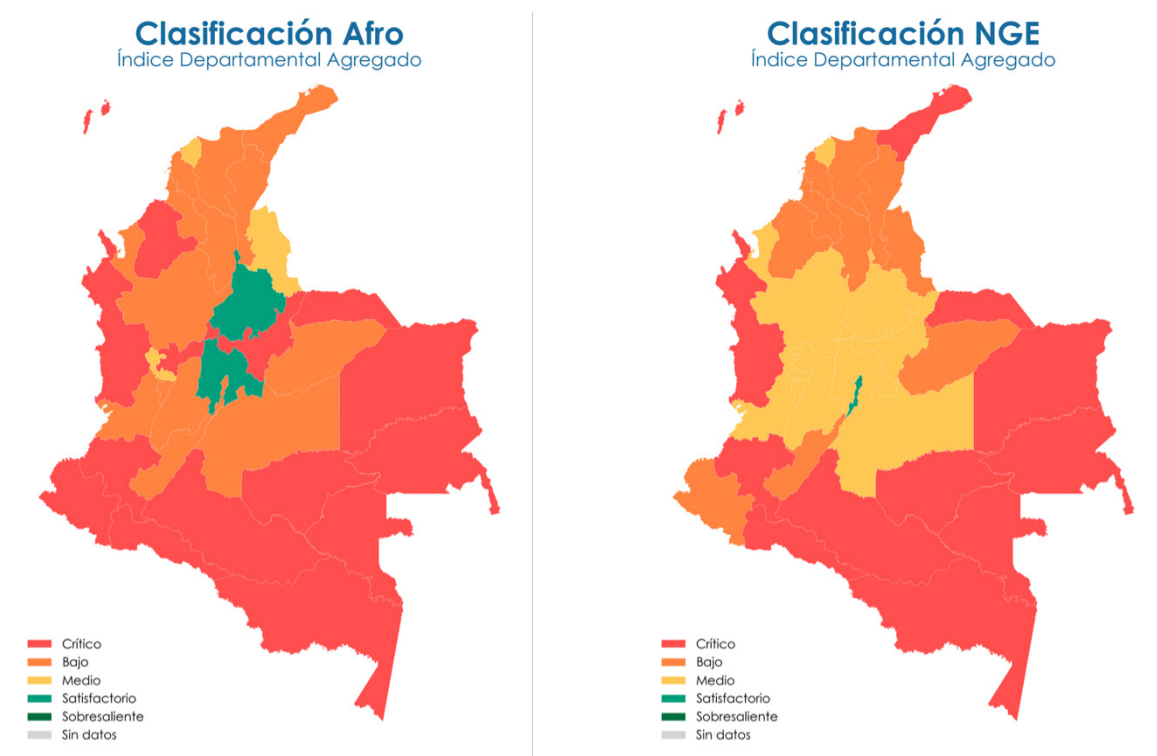 Clasificación Afro
Índice Departamental Agregado
Crítico
Bajo
Medio
Satisfactorio
Sobresaliente
Sin datos
Clasificación NGE
Índice Departamental Agregado
Crítico
Bajo
Medio
Satisfactorio
Sobresaliente
Sin datos